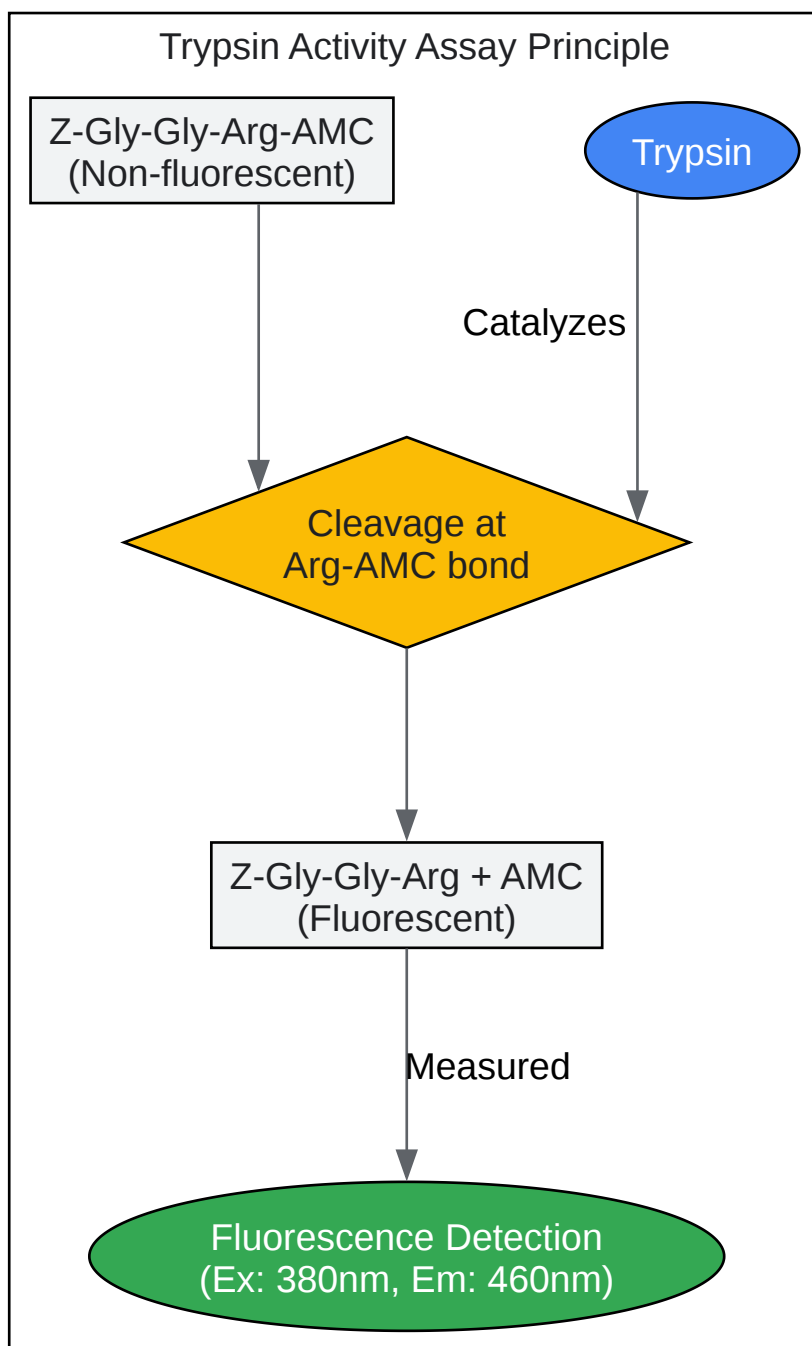 Trypsin Activity Assay Principle
Z-Gly-Gly-Arg-AMC
(Non-fluorescent)
Trypsin
Catalyzes
Cleavage at
Arg-AMC bond
Z-Gly-Gly-Arg + AMC
(Fluorescent)
Measured
Fluorescence Detection
(Ex: 380nm, Em: 460nm)